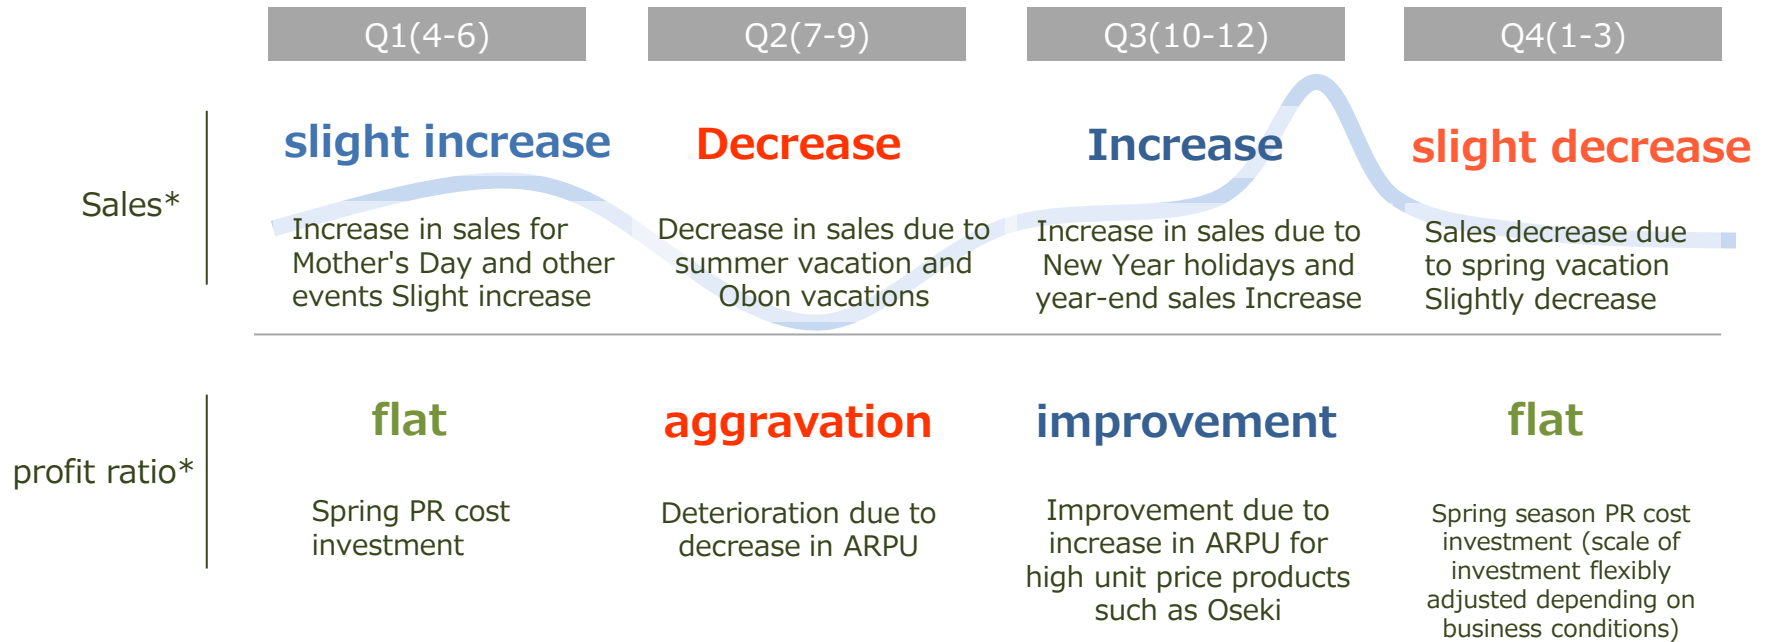 Q1(4-6)
Q2(7-9)
Q3(10-12)
Q4(1-3)
Sales*
slight increase
Increase in sales for
Mother's Day and other
events Slight increase
Decrease
Decrease in sales due to
summer vacation and
Obon vacations
Increase
Increase in sales due to
New Year holidays and
year-end sales Increase
slight decrease
Sales decrease due
to spring vacation
Slightly decrease
profit ratio*
flat
Spring PR cost
investment
aggravation
Deterioration due to
decrease in ARPU
improvement
Improvement due to
increase in ARPU for
high unit price products
such as Oseki
flat
Spring season PR cost
investment (scale of
investment flexibly
adjusted depending on
business conditions)